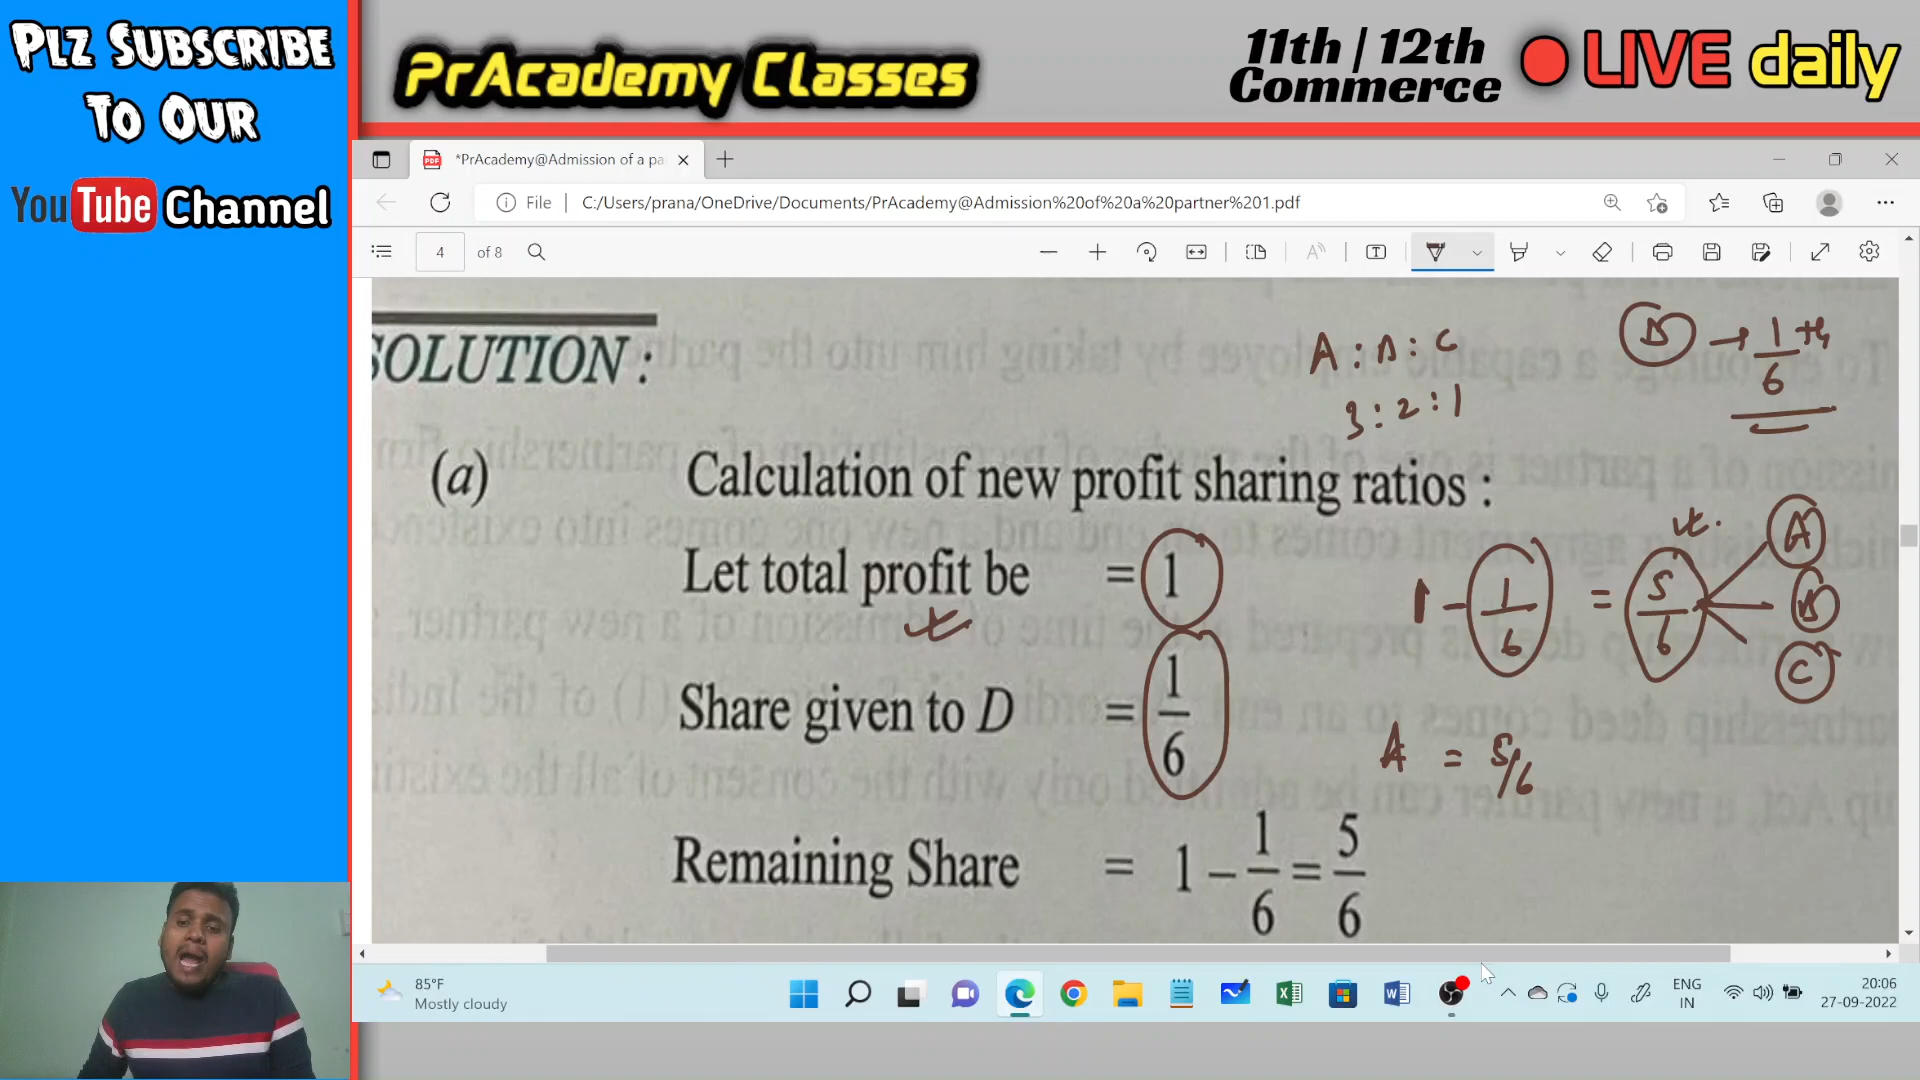 Plz Subscribe
To Our
YouTube Channel
PrAcademy Classes
11th | 12th
Commerce
LIVE daily
*PrAcademy@Admission of a pa
File
C:/Users/prana/OneDrive/Documents/PrAcademy@Admission%20of%20a%20partner%201.pdf
4 of 8
SOLUTION :
A : B : C
3 : 2 : 1
D → 1/6 th
(a) Calculation of new profit sharing ratios :
Let total profit be = 1
1 - 1/6 = 5/6
A
B
C
Share given to D = 1/6
A = 5/6
Remaining Share = 1 − 1/6 = 5/6
85°F
Mostly cloudy
ENG
IN
20:06
27-09-2022